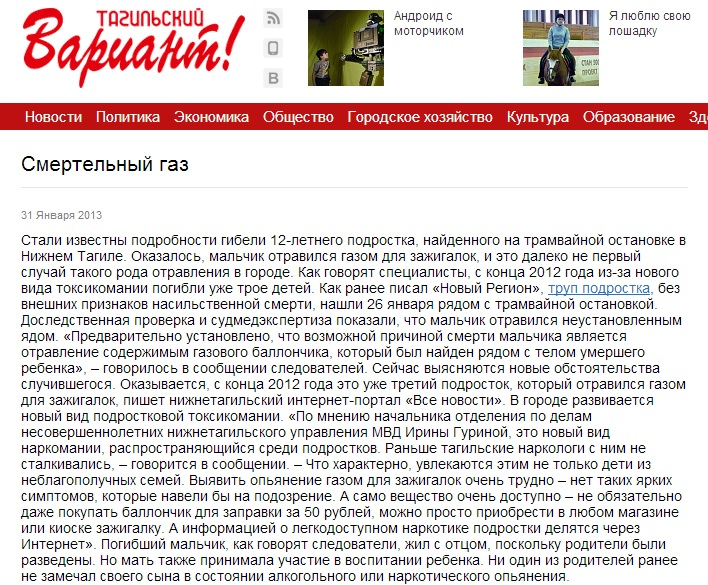 ТАГИЛЬСКИЙ
Вариант!
Андроид с
моторчиком
Я люблю свою
лошадку
Новости Политика Экономика Общество Городское хозяйство Культура Образование Здо
Смертельный газ
31 Января 2013
Стали известны подробности гибели 12-летнего подростка, найденного на трамвайной остановке в
Нижнем Тагиле. Оказалось, мальчик отравился газом для зажигалок, и это далеко не первый
случай такого рода отравления в городе. Как говорят специалисты, с конца 2012 года из-за нового
вида токсикомании погибли уже трое детей. Как ранее писал «Новый Регион», труп подростка, без
внешних признаков насильственной смерти, нашли 26 января рядом с трамвайной остановкой.
Доследственная проверка и судмедэкспертиза показали, что мальчик отравился неустановленным
ядом. «Предварительно установлено, что возможной причиной смерти мальчика является
отравление содержимым газового баллончика, который был найден рядом с телом умершего
ребенка», – говорилось в сообщении следователей. Сейчас выясняются новые обстоятельства
случившегося. Оказывается, с конца 2012 года это уже третий подросток, который отравился газом
для зажигалок, пишет нижнетагильский интернет-портал «Все новости». В городе развивается
новый вид подростковой токсикомании. «По мнению начальника отделения по делам
несовершеннолетних нижнетагильского управления МВД Ирины Гуриной, это новый вид
наркомании, распространяющийся среди подростков. Раньше тагильские наркологи с ним не
сталкивались, – говорится в сообщении. – Что характерно, увлекаются этим не только дети из
неблагополучных семей. Выявить опьянение газом для зажигалок очень трудно – нет таких ярких
симптомов, которые навели бы на подозрение. А само вещество очень доступно – не обязательно
даже покупать баллончик для заправки за 50 рублей, можно просто приобрести в любом магазине
или киоске зажигалку. А информацией о легкодоступном наркотике подростки делятся через
Интернет». Погибший мальчик, как говорят следователи, жил с отцом, поскольку родители были
разведены. Но мать также принимала участие в воспитании ребенка. Ни один из родителей ранее
не замечал своего сына в состоянии алкогольного или наркотического опьянения.